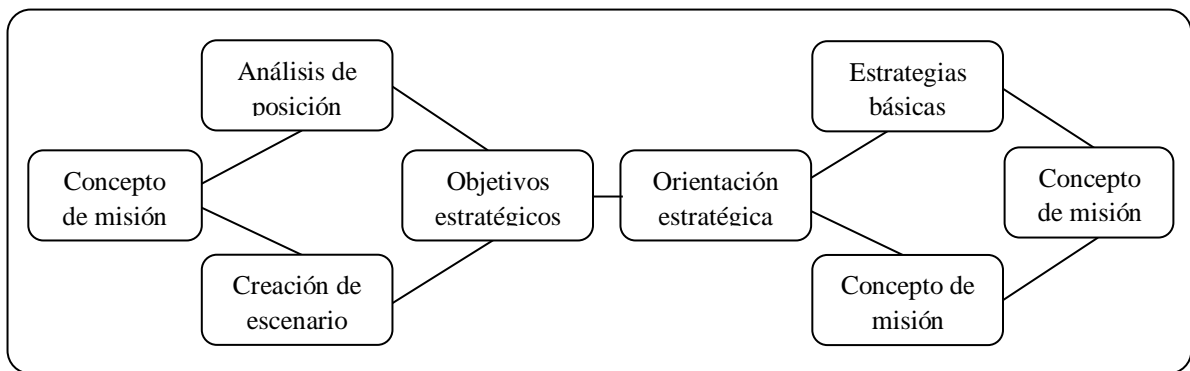 Análisis de
posición
Estrategias
básicas
Concepto
de misión
Objetivos
estratégicos
Orientación
estratégica
Concepto
de misión
Creación de
escenario
Concepto de
misión